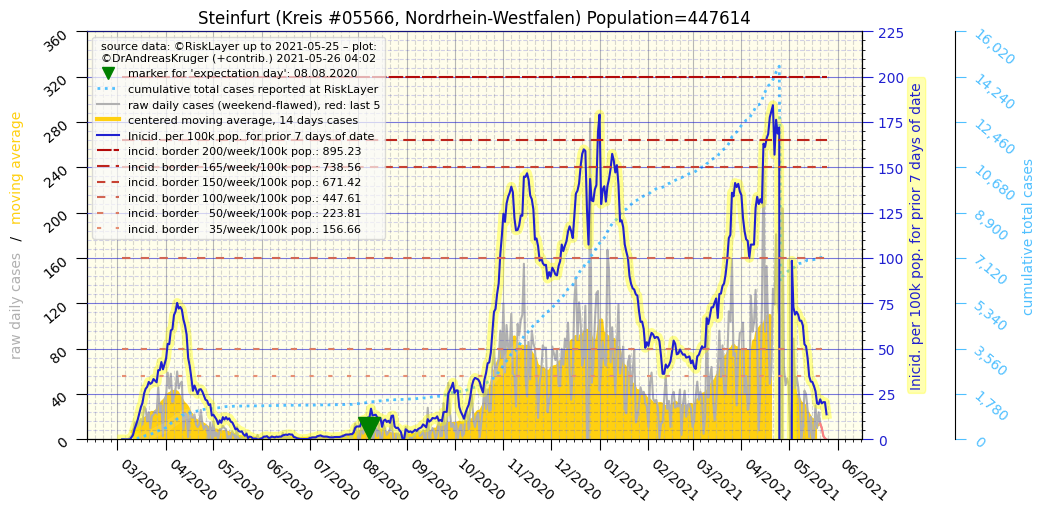 Steinfurt (Kreis #05566, Nordrhein-Westfalen) Population=447614
source data: ©RiskLayer up to 2021-05-25 – plot:
©DrAndreasKruger (+contrib.) 2021-05-26 04:02
marker for 'expectation day': 08.08.2020
cumulative total cases reported at RiskLayer
raw daily cases (weekend-flawed), red: last 5
centered moving average, 14 days cases
Inicid. per 100k pop. for prior 7 days of date
incid. border 200/week/100k pop.: 895.23
incid. border 165/week/100k pop.: 738.56
incid. border 150/week/100k pop.: 671.42
incid. border 100/week/100k pop.: 447.61
incid. border   50/week/100k pop.: 223.81
incid. border   35/week/100k pop.: 156.66
raw daily cases / moving average
360
320
280
240
200
160
120
80
40
0
03/2020
04/2020
05/2020
06/2020
07/2020
08/2020
09/2020
10/2020
11/2020
12/2020
01/2021
02/2021
03/2021
04/2021
05/2021
06/2021
225
200
175
150
125
100
75
50
25
0
Inicid. per 100k pop. for prior 7 days of date
16,020
14,240
12,460
10,680
8,900
7,120
5,340
3,560
1,780
0
cumulative total cases